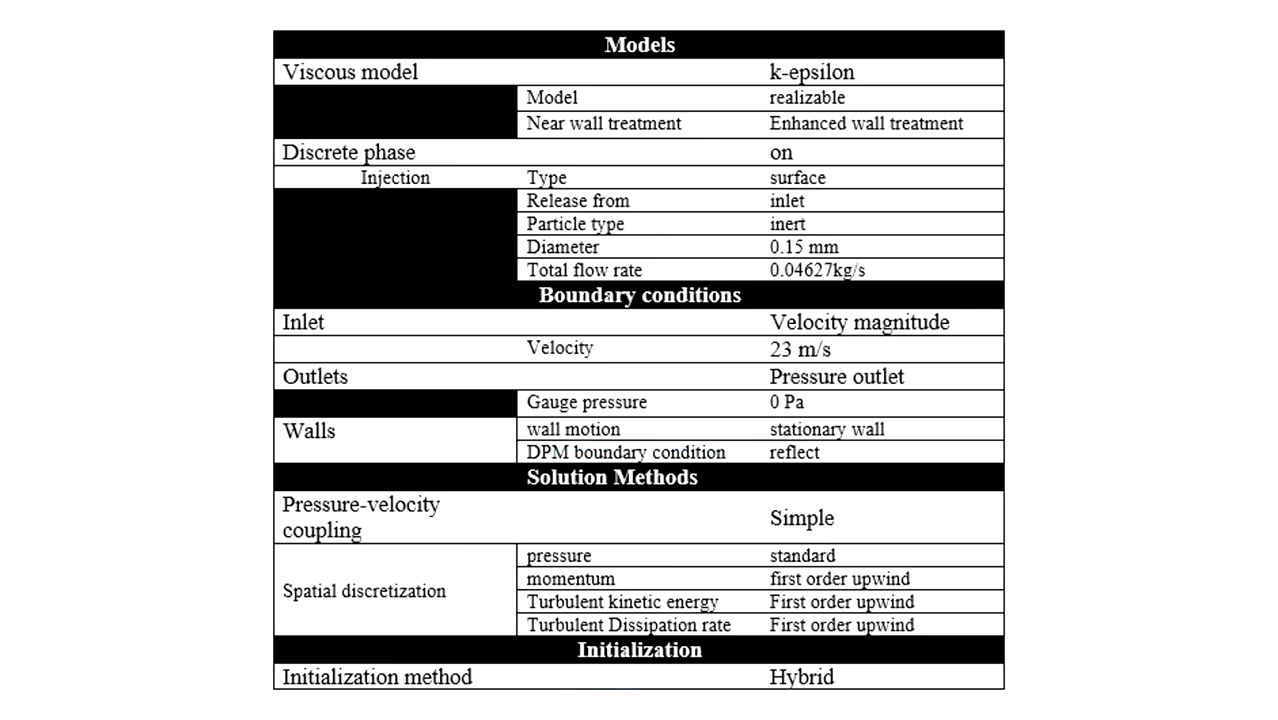 Models
Viscous model k-epsilon
Model realizable
Near wall treatment Enhanced wall treatment
Discrete phase on
Injection Type surface
Release from inlet
Particle type inert
Diameter 0.15 mm
Total flow rate 0.04627kg/s
Boundary conditions
Inlet Velocity magnitude
Velocity 23 m/s
Outlets Pressure outlet
Gauge pressure 0 Pa
Walls wall motion stationary wall
DPM boundary condition reflect
Solution Methods
Pressure-velocity
coupling Simple
Spatial discretization pressure standard
momentum first order upwind
Turbulent kinetic energy First order upwind
Turbulent Dissipation rate First order upwind
Initialization
Initialization method Hybrid